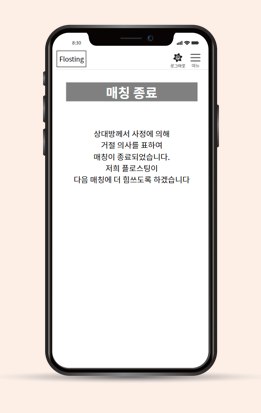 8:30
Flosting
로그아웃
메뉴
매칭 종료
상대방께서 사정에 의해
거절 의사를 표하여
매칭이 종료되었습니다.
저희 플로스팅이
다음 매칭에 더 힘쓰도록 하겠습니다